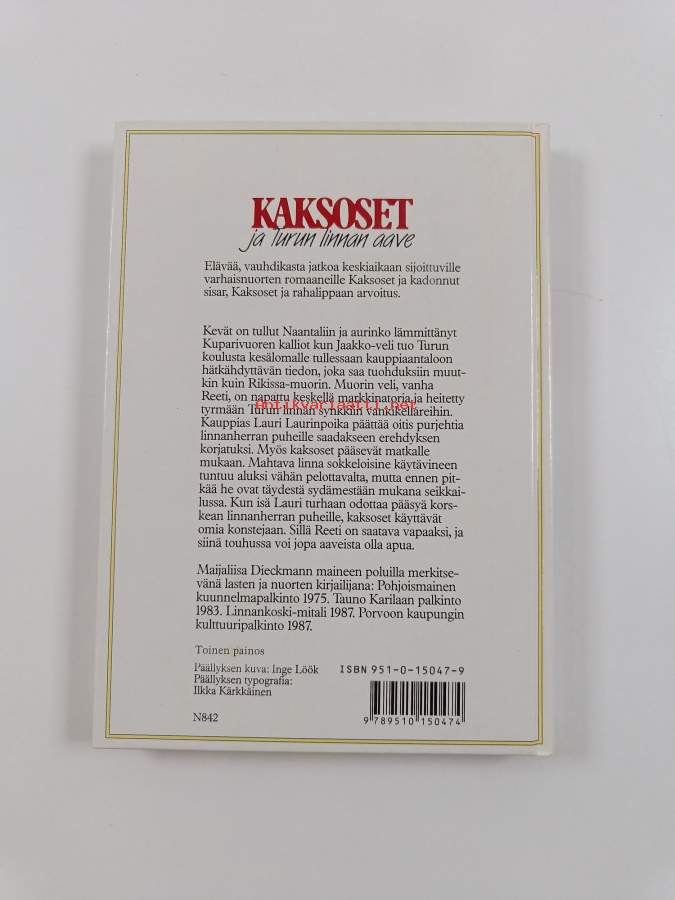 KAKSOSET
ja Turun linnan aave
Elävää, vauhdikasta jatkoa keskiaikaan sijoittuville
varhaisnuorten romaaneille Kaksoset ja kadonnut
sisar, Kaksoset ja rahalippaan arvoitus.
Kevät on tullut Naantaliin ja aurinko lämmittänyt
Kuparivuoren kalliot kun Jaakko-veli tuo Turun
koulusta kesälomalle tullessaan kauppiaantaloon
hätkähdyttävän tiedon, joka saa tuohduksiin muut-
kin kuin Rikissa-muorin. Muorin veli, vanha
Reeti, on napattu keskellä markkinatoria ja heitetty
antikvariaatti.net
tyrmään Turun linnan synkkiin vankikellareihin.
Kauppias Lauri Laurinpoika päättää oitis purjehtia
linnanherran puheille saadakseen erehdyksen
korjatuksi. Myös kaksoset pääsevät matkalle
mukaan. Mahtava linna sokkeloisine käytävineen
tuntuu aluksi vähän pelottavalta, mutta ennen pit-
kää he ovat täydestä sydämestään mukana seikkai-
lussa. Kun isä Lauri turhaan odottaa pääsyä kors-
kean linnanherran puheille, kaksoset käyttävät
omia konstejaan. Sillä Reeti on saatava vapaaksi, ja
siinä touhussa voi jopa aaveista olla apua.
Maijaliisa Dieckmann maineen poluilla merkitse-
vänä lasten ja nuorten kirjailijana: Pohjoismainen
kuunnelmapalkinto 1975. Tauno Karilaan palkinto
1983. Linnankoski-mitali 1987. Porvoon kaupungin
kulttuuripalkinto 1987.
Toinen painos
Päällyksen kuva: Inge Löök
Päällyksen typografia:
Ilkka Kärkkäinen
N842
ISBN 951-0-15047-9
9 789510 150474